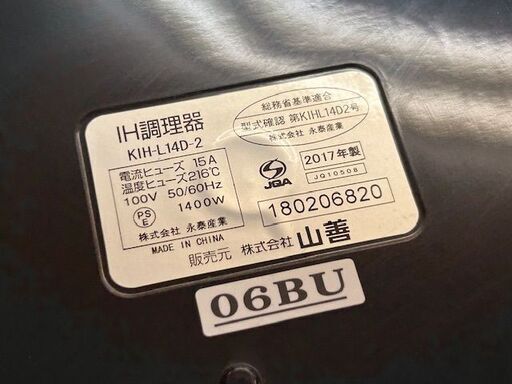 IH調理器
KIH-L14D-2
電流ヒューズ 15A
温度ヒューズ216℃
100V 50/60Hz
1400W
PS
E
株式会社 永泰産業
MADE IN CHINA
総務省基準適合
型式確認 第KIHL14D2号
株式会社 永泰産業
S
JQA
2017年製
JQ10508
180206820
販売元 株式会社 山善
06BU